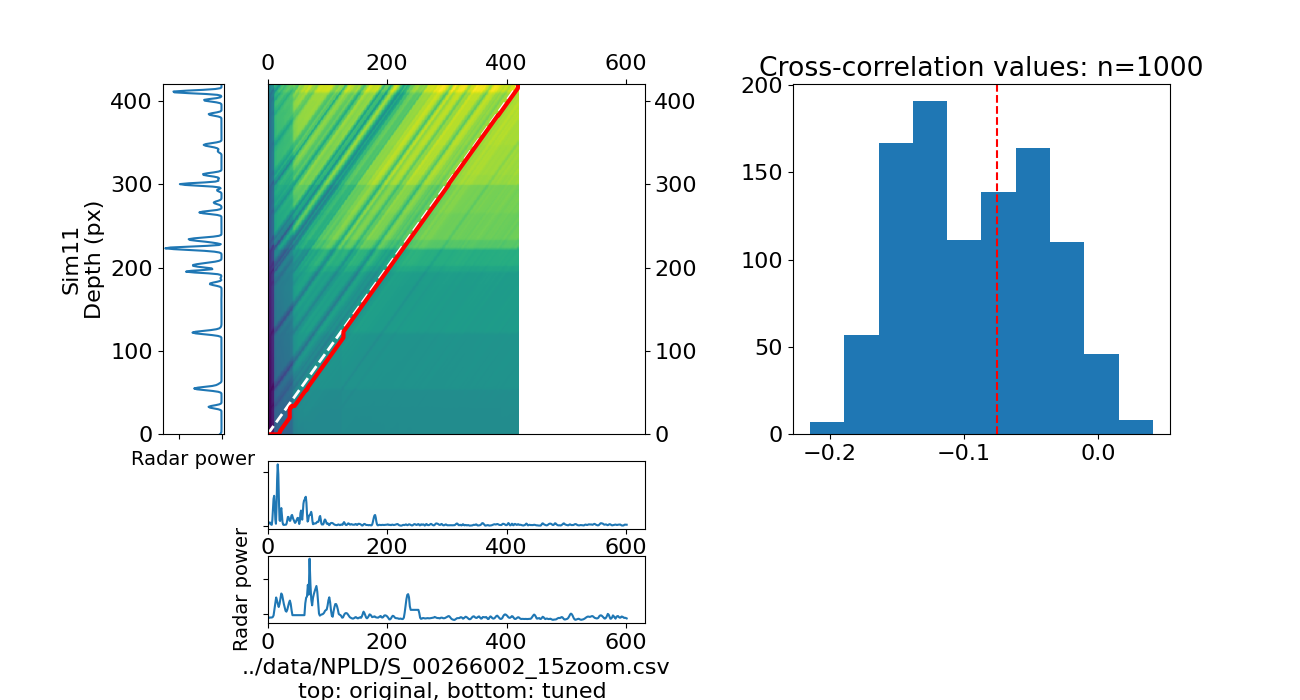 0 200 400 600
Cross-correlation values: n=1000
400
300
200
100
0
Sim11
Depth (px)
Radar power
400
300
200
100
0
200
150
100
50
0
−0.2 −0.1 0.0
0 200 400 600
Radar power
0 200 400 600
../data/NPLD/S_00266002_15zoom.csv
top: original, bottom: tuned